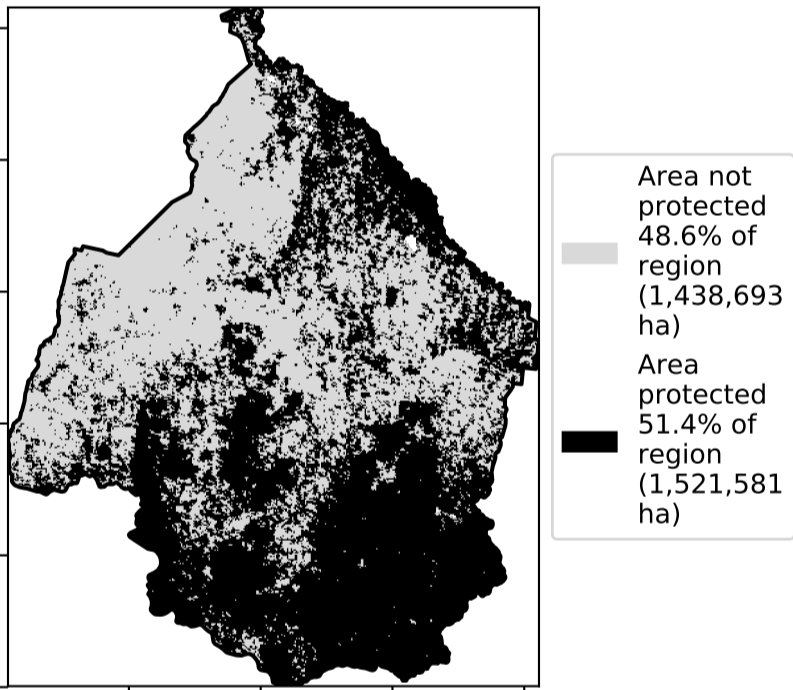 Area not
protected
48.6% of
region
(1,438,693
ha)
Area
protected
51.4% of
region
(1,521,581
ha)